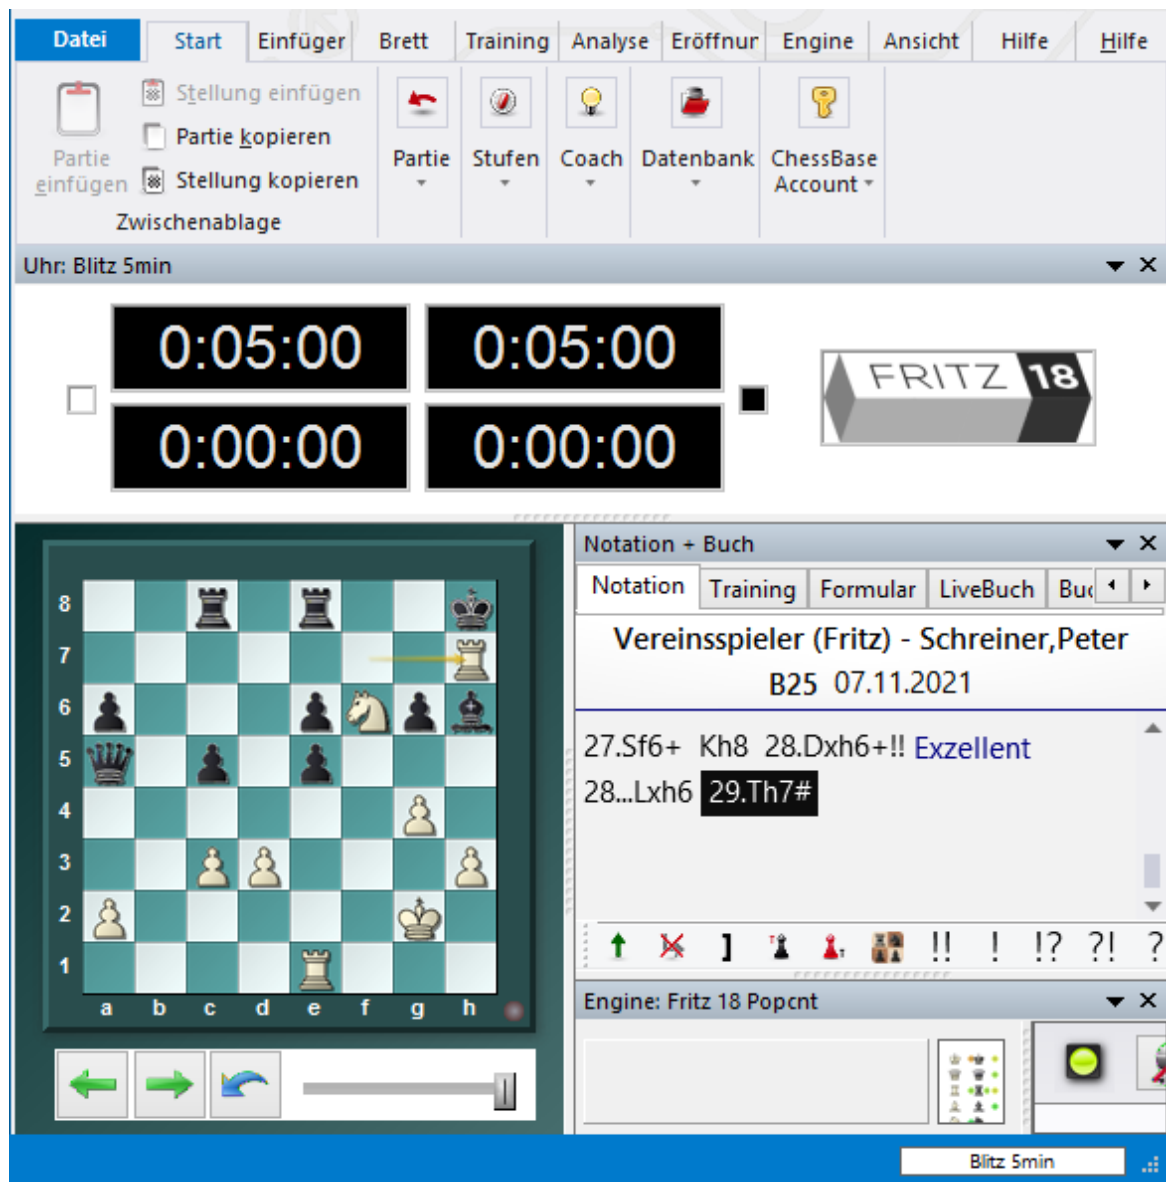 Datei Start Einfüger Brett Training Analyse Eröffnur Engine Ansicht Hilfe Hilfe
Stellung einfügen
Partie kopieren
Stellung kopieren
Partie einfügen
Zwischenablage
Partie Stufen Coach Datenbank ChessBase
Account
Uhr: Blitz 5min
0:05:00 0:05:00
0:00:00 0:00:00
FRITZ 18
Notation + Buch
Notation Training Formular LiveBuch Buc
Vereinsspieler (Fritz) - Schreiner,Peter
B25 07.11.2021
27.Sf6+ Kh8 28.Dxh6+!! Exzellent
28...Lxh6 29.Th7#
!! ! !? ?! ?
8
7
6
5
4
3
2
1
a b c d e f g h
Engine: Fritz 18 Popcnt
Blitz 5min